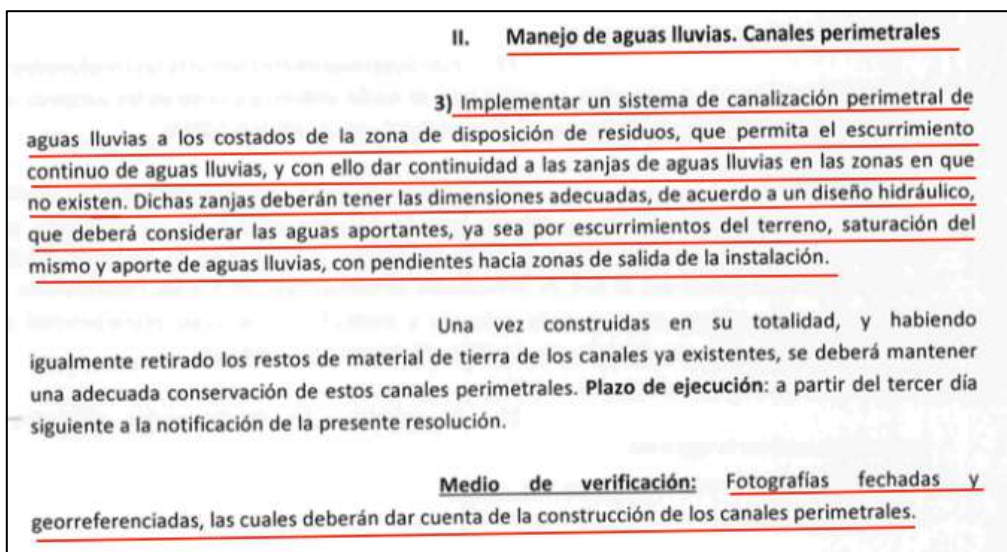 II. Manejo de aguas lluvias. Canales perimetrales
3) Implementar un sistema de canalización perimetral de
aguas lluvias a los costados de la zona de disposición de residuos, que permita el escurrimiento
continuo de aguas lluvias, y con ello dar continuidad a las zanjas de aguas lluvias en las zonas en que
no existen. Dichas zanjas deberán tener las dimensiones adecuadas, de acuerdo a un diseño hidráulico,
que deberá considerar las aguas aportantes, ya sea por escurrimientos del terreno, saturación del
mismo y aporte de aguas lluvias, con pendientes hacia zonas de salida de la instalación.
Una vez construidas en su totalidad, y habiendo
igualmente retirado los restos de material de tierra de los canales ya existentes, se deberá mantener
una adecuada conservación de estos canales perimetrales. Plazo de ejecución: a partir del tercer día
siguiente a la notificación de la presente resolución.
Medio de verificación: Fotografías fechadas y
georreferenciadas, las cuales deberán dar cuenta de la construcción de los canales perimetrales.